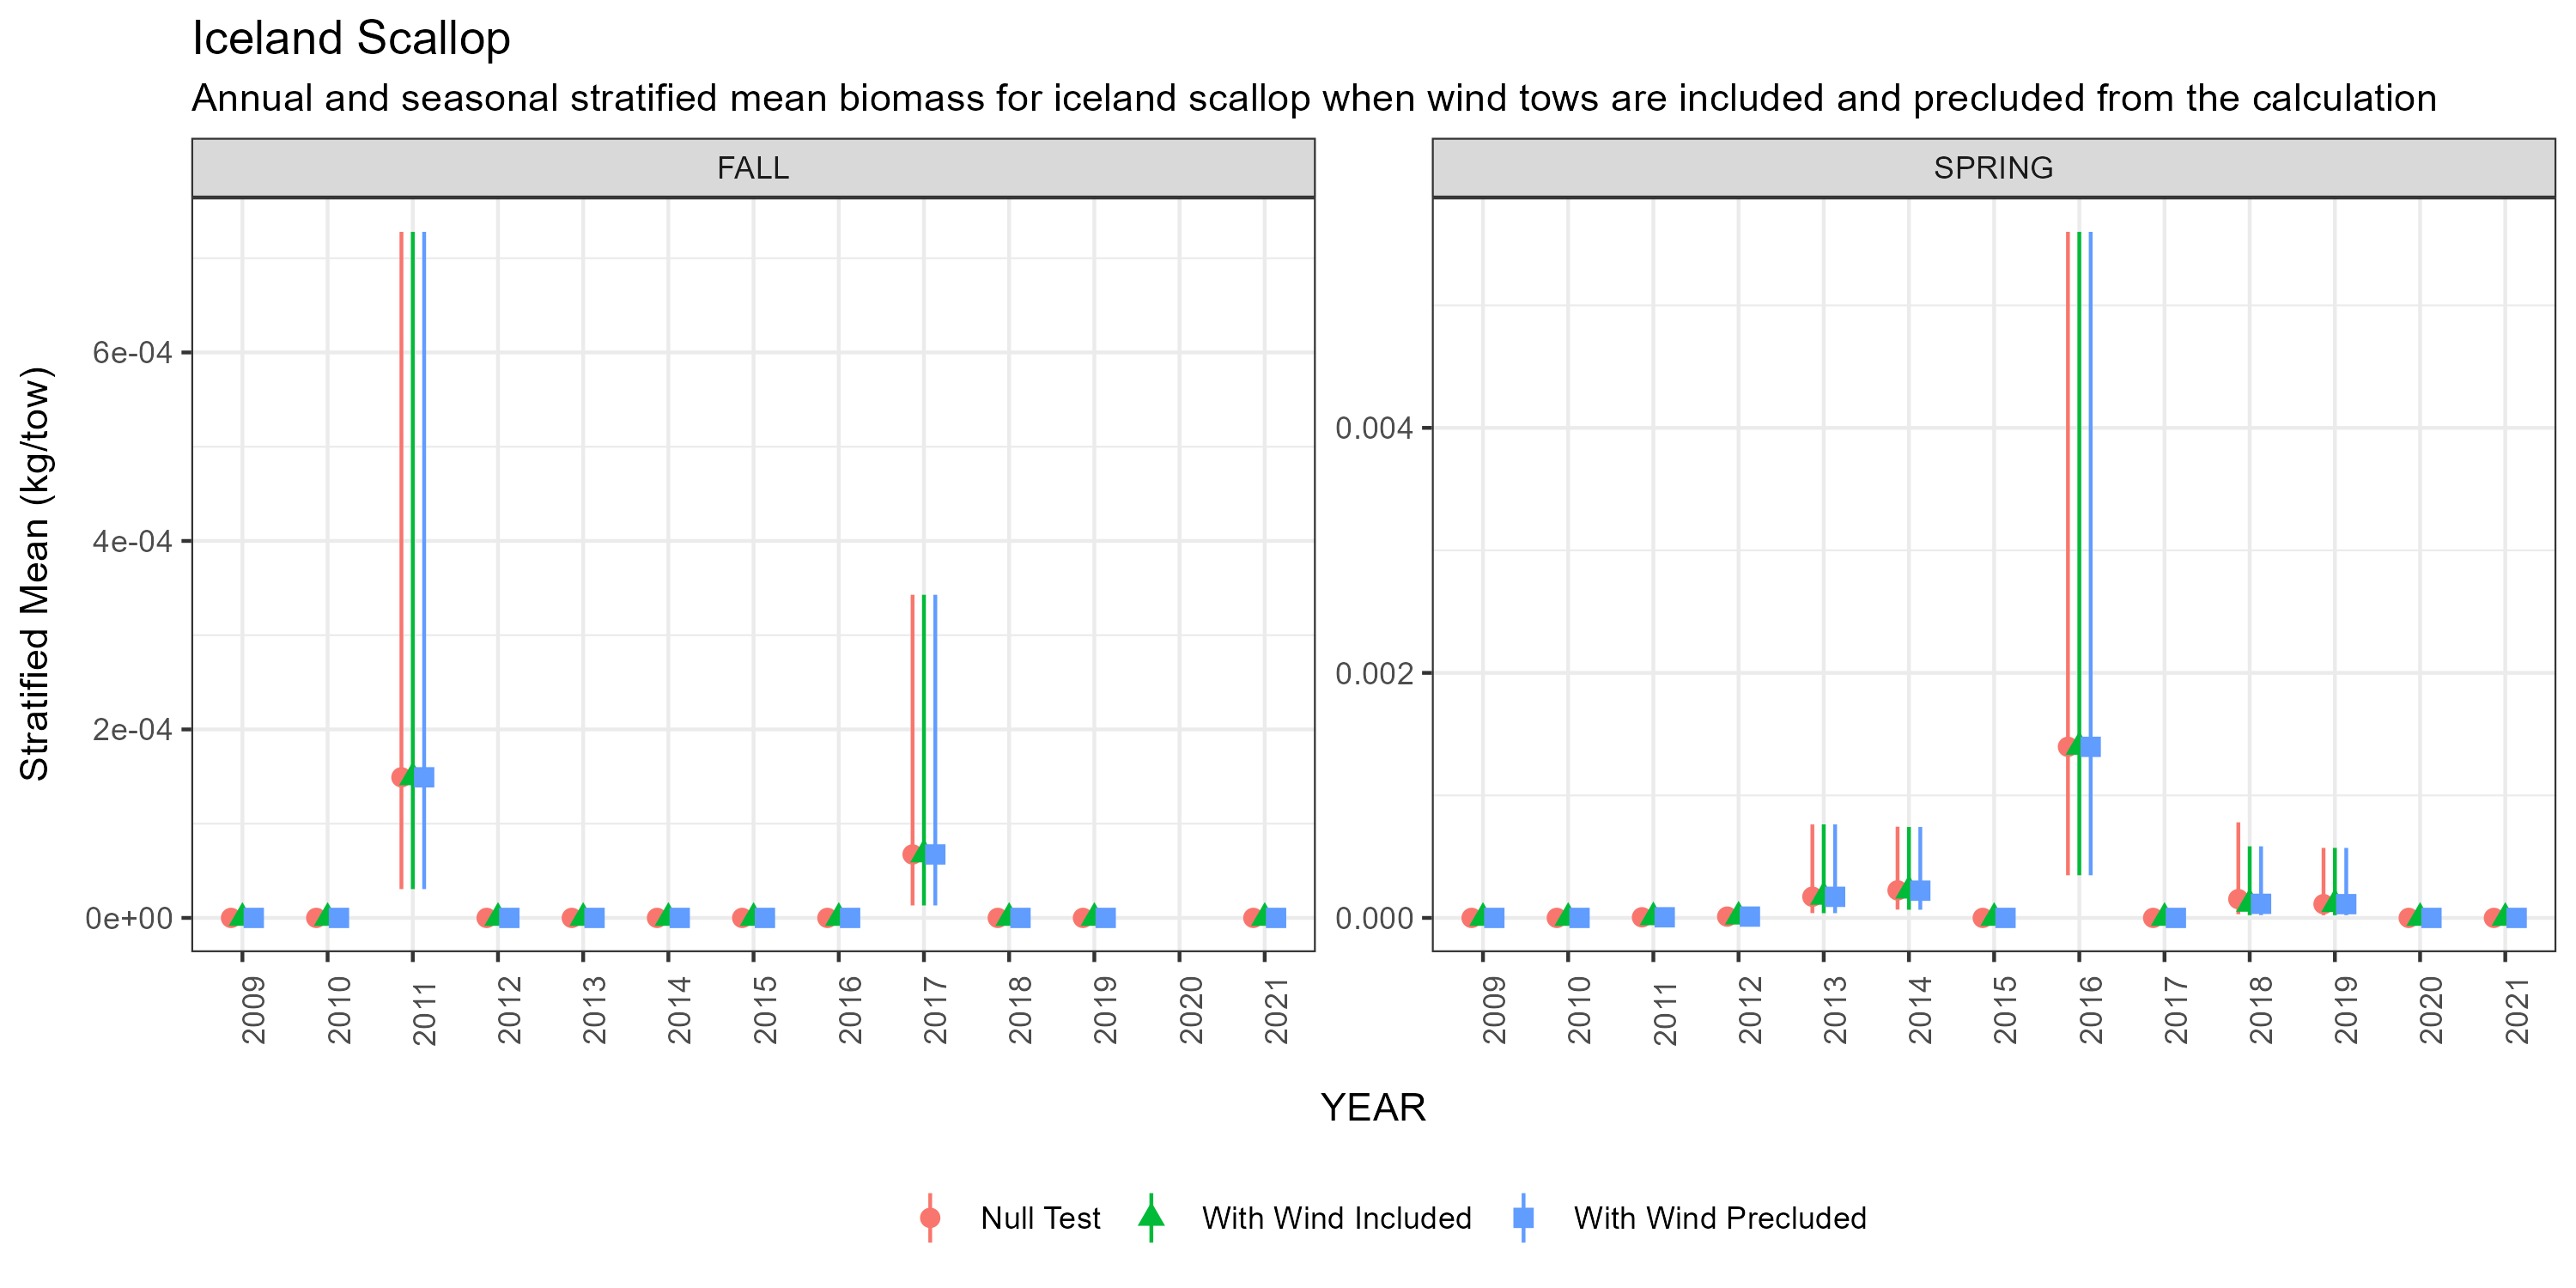 Iceland Scallop
Annual and seasonal stratified mean biomass for iceland scallop when wind tows are included and precluded from the calculation
FALL
SPRING
Stratified Mean (kg/tow)
6e-04
4e-04
2e-04
0e+00
0.004
0.002
0.000
2009 2010 2011 2012 2013 2014 2015 2016 2017 2018 2019 2020 2021
2009 2010 2011 2012 2013 2014 2015 2016 2017 2018 2019 2020 2021
YEAR
Null Test With Wind Included With Wind Precluded